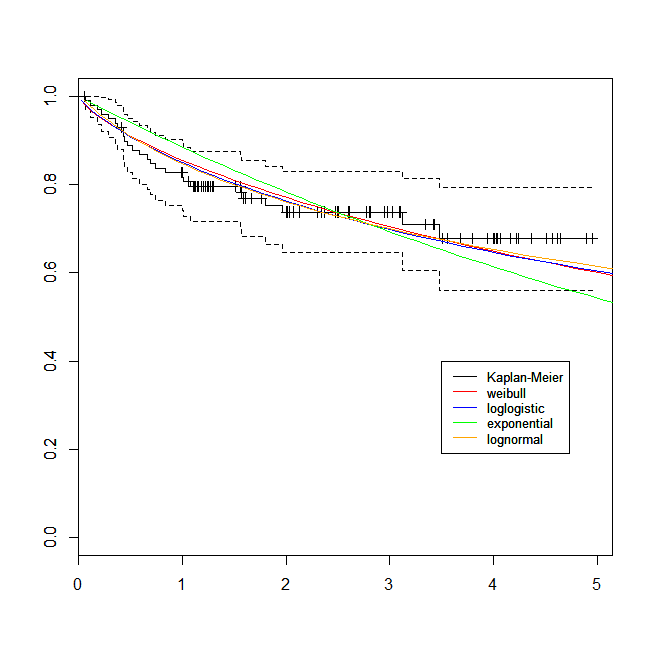 1.0
0.8
0.6
0.4
0.2
0.0
Kaplan-Meier
weibull
loglogistic
exponential
lognormal
0 1 2 3 4 5